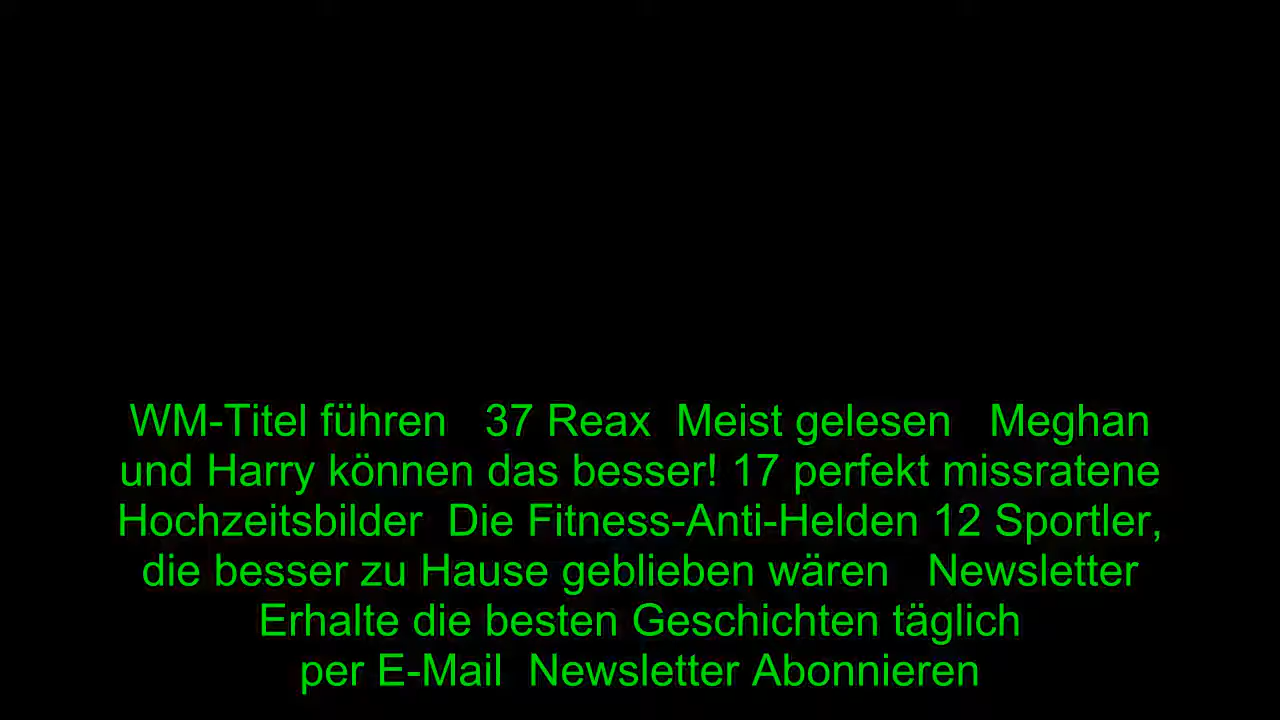 WM-Titel führen   37 Reax  Meist gelesen   Meghan
und Harry können das besser! 17 perfekt missratene
Hochzeitsbilder  Die Fitness-Anti-Helden 12 Sportler,
die besser zu Hause geblieben wären   Newsletter
Erhalte die besten Geschichten täglich
per E-Mail  Newsletter Abonnieren